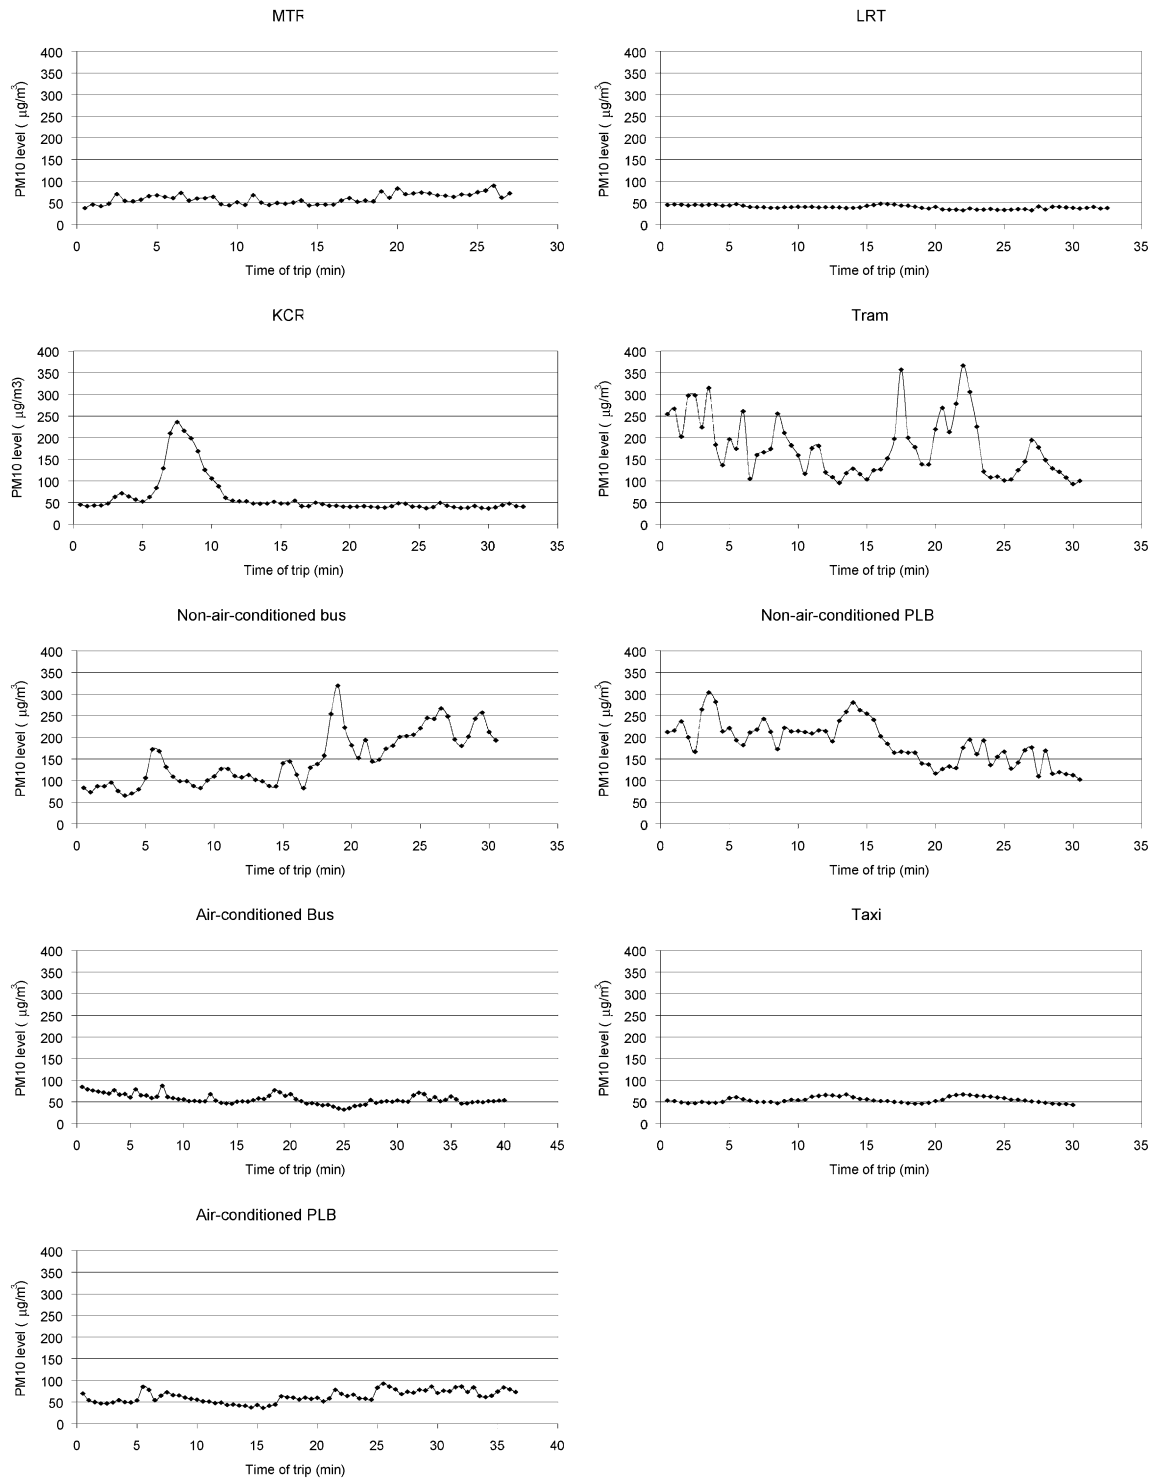 MTR
400
350
300
250
200
150
100
50
0
PM10 level ( μg/m³)
0 5 10 15 20 25 30
Time of trip (min)
LRT
400
350
300
250
200
150
100
50
0
PM10 level ( μg/m³)
0 5 10 15 20 25 30 35
Time of trip (min)
KCR
400
350
300
250
200
150
100
50
0
PM10 level ( μg/m3)
0 5 10 15 20 25 30 35
Time of trip (min)
Tram
400
350
300
250
200
150
100
50
0
PM10 level ( μg/m³)
0 5 10 15 20 25 30 35
Time of trip (min)
Non-air-conditioned bus
400
350
300
250
200
150
100
50
0
PM10 level ( μg/m³)
0 5 10 15 20 25 30 35
Time of trip (min)
Non-air-conditioned PLB
400
350
300
250
200
150
100
50
0
PM10 level ( μg/m³)
0 5 10 15 20 25 30 35
Time of trip (min)
Air-conditioned Bus
400
350
300
250
200
150
100
50
0
PM10 level ( μg/m³)
0 5 10 15 20 25 30 35 40 45
Time of trip (min)
Taxi
400
350
300
250
200
150
100
50
0
PM10 level ( μg/m³)
0 5 10 15 20 25 30 35
Time of trip (min)
Air-conditioned PLB
400
350
300
250
200
150
100
50
0
PM10 level ( μg/m³)
0 5 10 15 20 25 30 35 40
Time of trip (min)